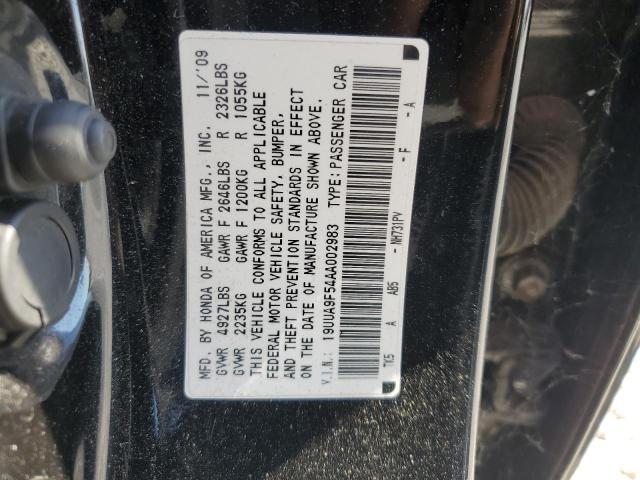 MFD. BY HONDA OF AMERICA MFG., INC. 11/'09
GVWR 4927LBS GAWR F 2646LBS R 2326LBS
GVWR 2235KG GAWR F 1200KG R 1055KG
THIS VEHICLE CONFORMS TO ALL APPLICABLE
FEDERAL MOTOR VEHICLE SAFETY, BUMPER,
AND THEFT PREVENTION STANDARDS IN EFFECT
ON THE DATE OF MANUFACTURE SHOWN ABOVE.
V.I.N.: 19UUA9F54AA002983 TYPE: PASSENGER CAR
TK5 A AB5 - NH731PV - F - A